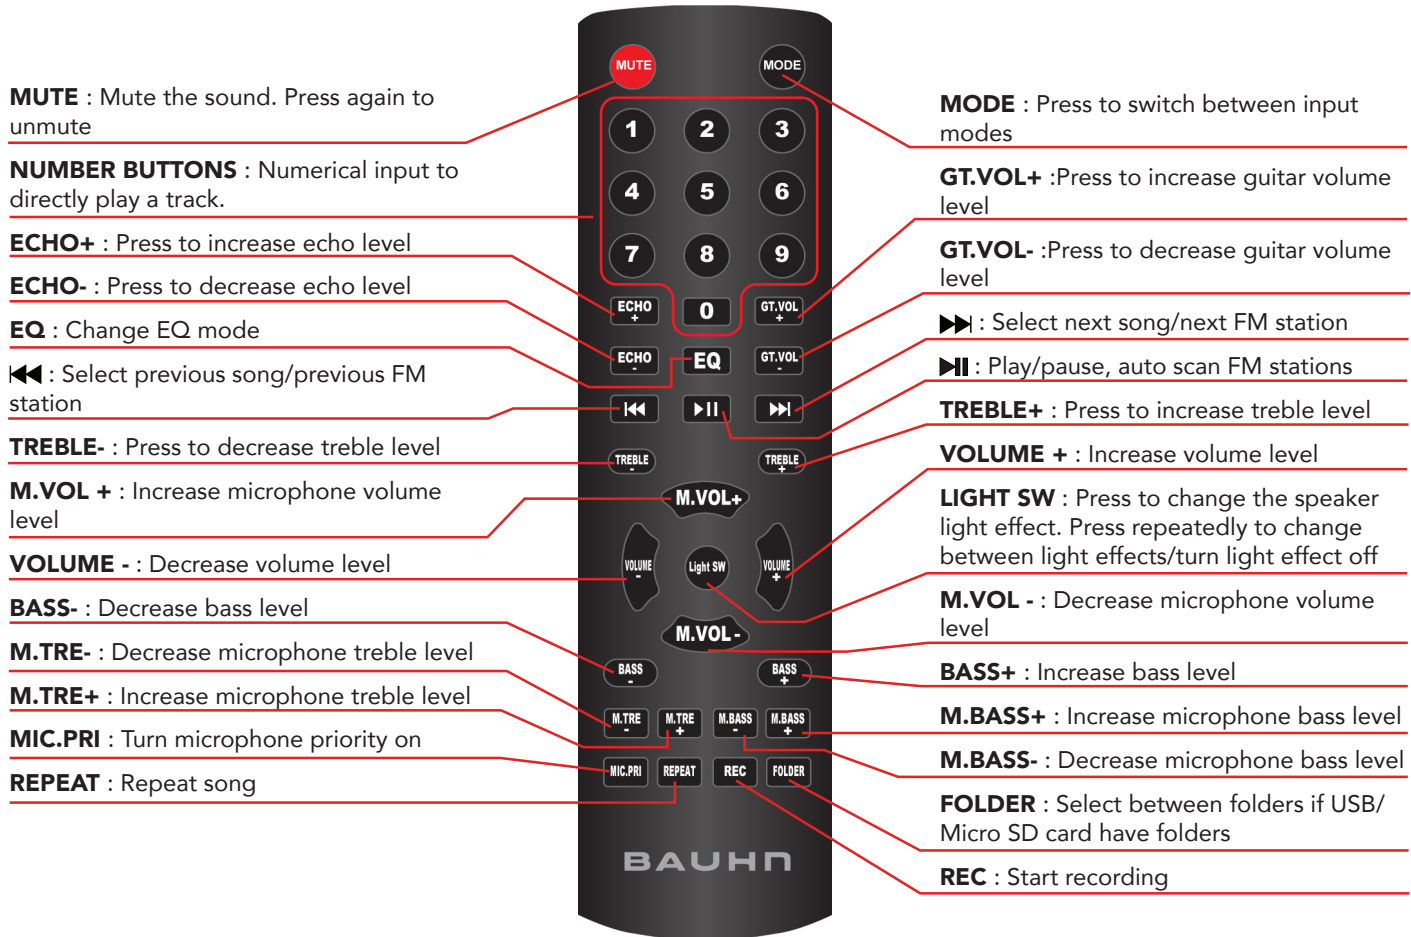 MUTE : Mute the sound. Press again to
unmute
NUMBER BUTTONS : Numerical input to
directly play a track.
ECHO+ : Press to increase echo level
ECHO- : Press to decrease echo level
EQ : Change EQ mode
⏮ : Select previous song/previous FM
station
TREBLE- : Press to decrease treble level
M.VOL + : Increase microphone volume
level
VOLUME - : Decrease volume level
BASS- : Decrease bass level
M.TRE- : Decrease microphone treble level
M.TRE+ : Increase microphone treble level
MIC.PRI : Turn microphone priority on
REPEAT : Repeat song
MUTE MODE
1 2 3
4 5 6
7 8 9
ECHO + 0 GT.VOL +
ECHO - EQ GT.VOL -
⏮ ⏯ ⏭
TREBLE - TREBLE +
M.VOL+
VOLUME - Light SW VOLUME +
M.VOL -
BASS - BASS +
M.TRE - M.TRE + M.BASS - M.BASS +
MIC.PRI REPEAT REC FOLDER
BAUHN
MODE : Press to switch between input
modes
GT.VOL+ :Press to increase guitar volume
level
GT.VOL- :Press to decrease guitar volume
level
⏭ : Select next song/next FM station
⏯ : Play/pause, auto scan FM stations
TREBLE+ : Press to increase treble level
VOLUME + : Increase volume level
LIGHT SW : Press to change the speaker
light effect. Press repeatedly to change
between light effects/turn light effect off
M.VOL - : Decrease microphone volume
level
BASS+ : Increase bass level
M.BASS+ : Increase microphone bass level
M.BASS- : Decrease microphone bass level
FOLDER : Select between folders if USB/
Micro SD card have folders
REC : Start recording